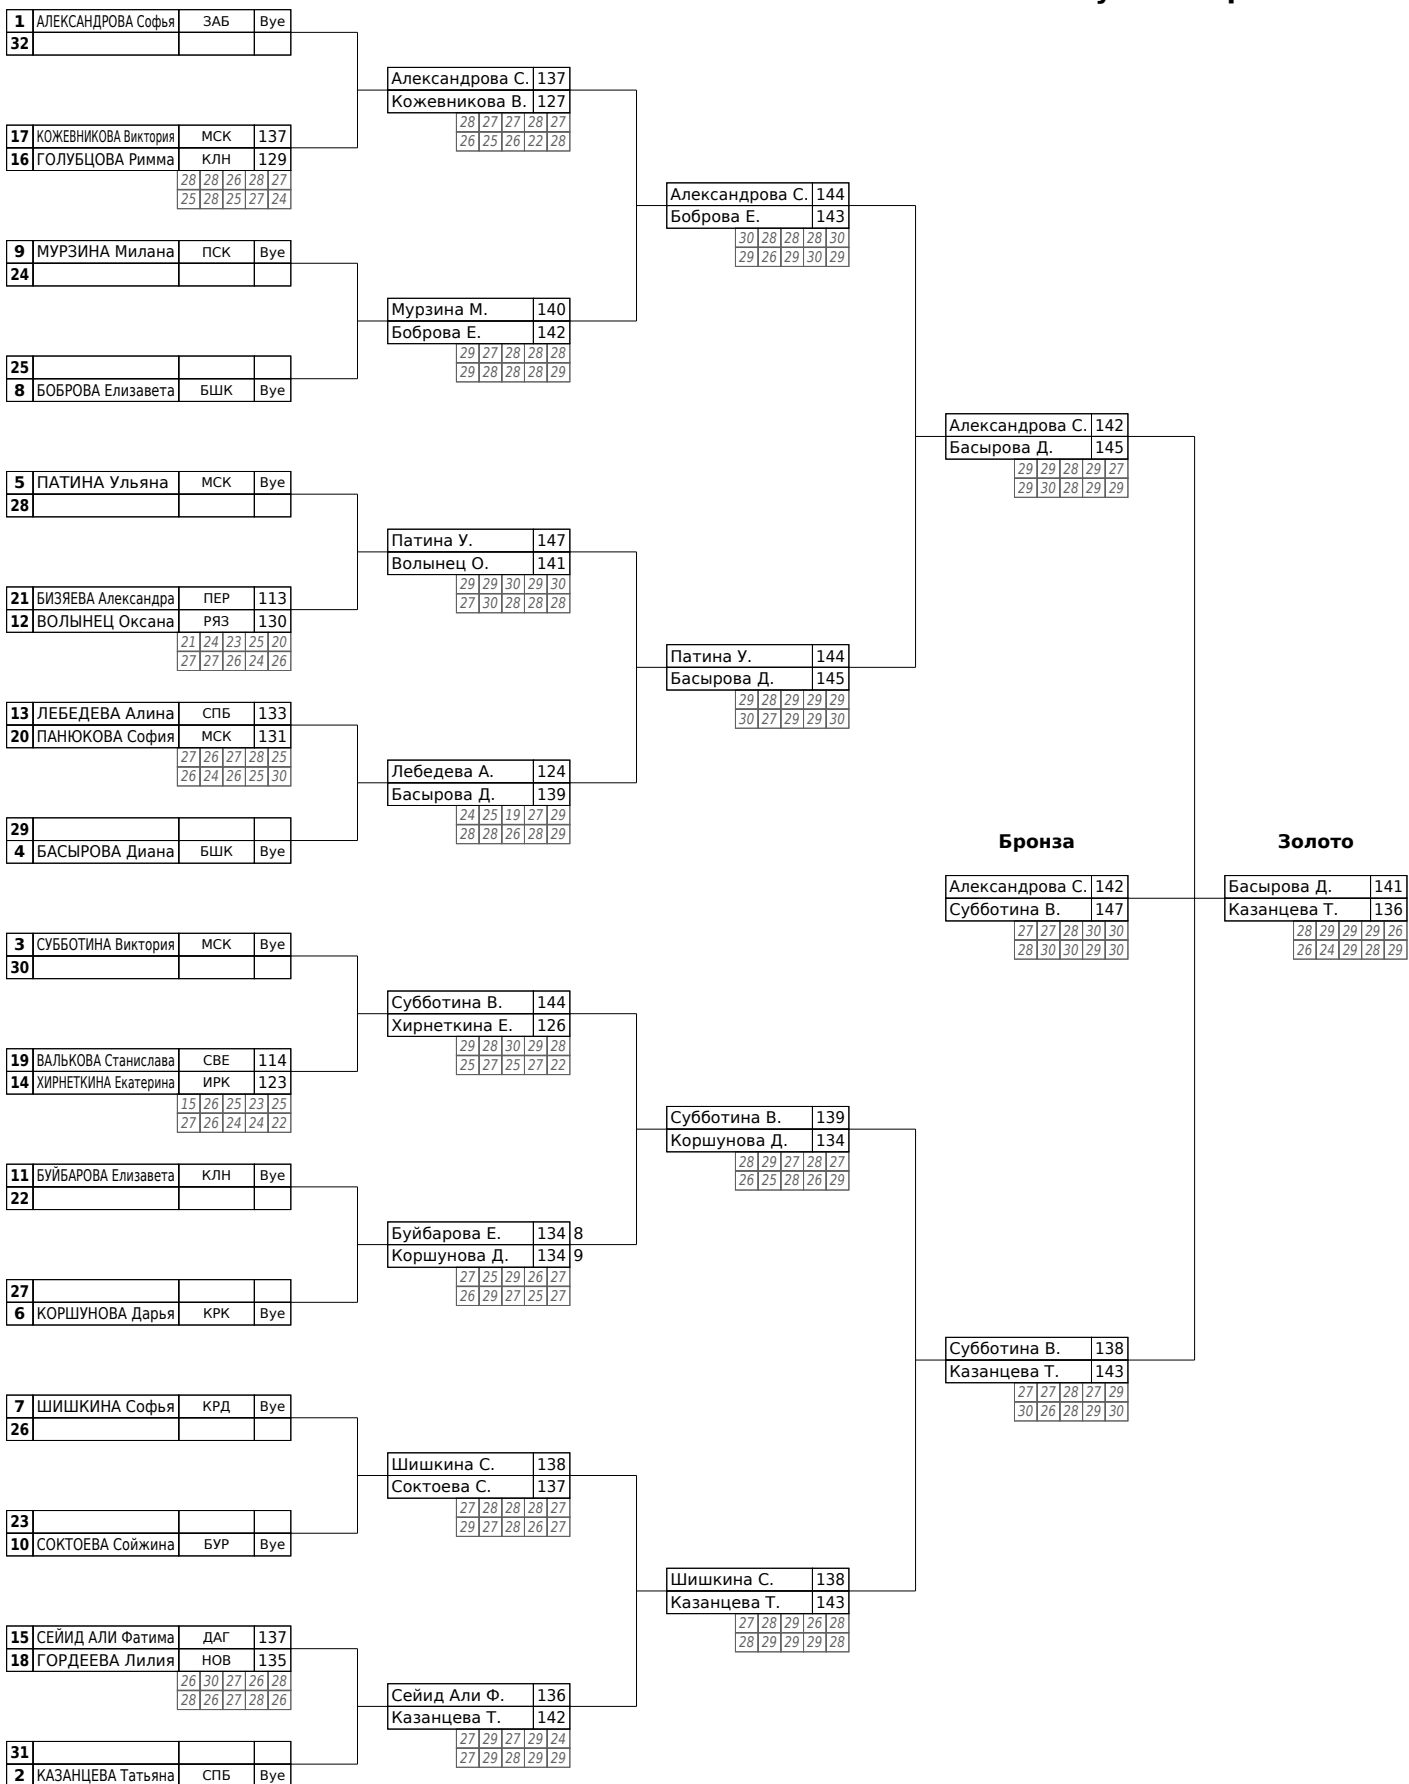 1 АЛЕКСАНДРОВА Софья ЗАБ Bye
32
17 КОЖЕВНИКОВА Виктория МСК 137
16 ГОЛУБЦОВА Римма КЛН 129
28 28 26 28 27
25 28 25 27 24
9 МУРЗИНА Милана ПСК Bye
24
25
8 БОБРОВА Елизавета БШК Bye
5 ПАТИНА Ульяна МСК Bye
28
21 БИЗЯЕВА Александра ПЕР 113
12 ВОЛЫНЕЦ Оксана РЯЗ 130
21 24 23 25 20
27 27 26 24 26
13 ЛЕБЕДЕВА Алина СПБ 133
20 ПАНЮКОВА София МСК 131
27 26 27 28 25
26 24 26 25 30
29
4 БАСЫРОВА Диана БШК Bye
3 СУББОТИНА Виктория МСК Bye
30
19 ВАЛЬКОВА Станислава СВЕ 114
14 ХИРНЕТКИНА Екатерина ИРК 123
15 26 25 23 25
27 26 24 24 22
11 БУЙБАРОВА Елизавета КЛН Bye
22
27
6 КОРШУНОВА Дарья КРК Bye
7 ШИШКИНА Софья КРД Bye
26
23
10 СОКТОЕВА Сойжина БУР Bye
15 СЕЙИД АЛИ Фатима ДАГ 137
18 ГОРДЕЕВА Лилия НОВ 135
26 30 27 26 28
28 26 27 28 26
31
2 КАЗАНЦЕВА Татьяна СПБ Bye
Александрова С. 137
Кожевникова В. 127
28 27 27 28 27
26 25 26 22 28
Мурзина М. 140
Боброва Е. 142
29 27 28 28 28
29 28 28 28 29
Патина У. 147
Волынец О. 141
29 29 30 29 30
27 30 28 28 28
Лебедева А. 124
Басырова Д. 139
24 25 19 27 29
28 28 26 28 29
Субботина В. 144
Хирнеткина Е. 126
29 28 30 29 28
25 27 25 27 22
Буйбарова Е. 134 8
Коршунова Д. 134 9
27 25 29 26 27
26 29 27 25 27
Шишкина С. 138
Соктоева С. 137
27 28 28 28 27
29 27 28 26 27
Сейид Али Ф. 136
Казанцева Т. 142
27 29 27 29 24
27 29 28 29 29
Александрова С. 144
Боброва Е. 143
30 28 28 28 30
29 26 29 30 29
Патина У. 144
Басырова Д. 145
29 28 29 29 29
30 27 29 29 30
Субботина В. 139
Коршунова Д. 134
28 29 27 28 27
26 25 28 26 29
Шишкина С. 138
Казанцева Т. 143
27 28 29 26 28
28 29 29 29 28
Александрова С. 142
Басырова Д. 145
29 29 28 29 27
29 30 28 29 29
Бронза
Александрова С. 142
Субботина В. 147
27 27 28 30 30
28 30 30 29 30
Субботина В. 138
Казанцева Т. 143
27 27 28 27 29
30 26 28 29 30
Золото
Басырова Д. 141
Казанцева Т. 136
28 29 29 29 26
26 24 29 28 29